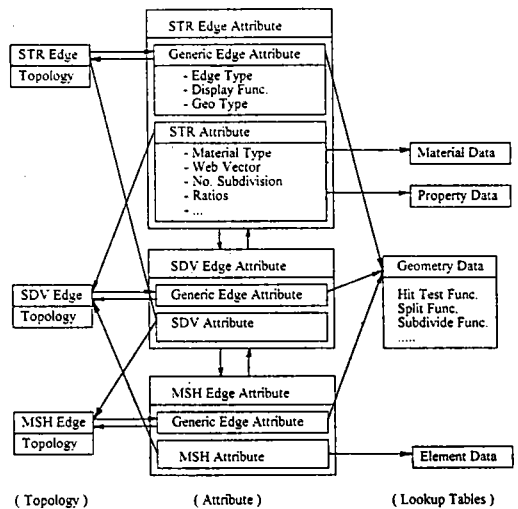 STR Edge Attribute
STR Edge
Topology
Generic Edge Attribute
- Edge Type
- Display Func.
- Geo Type
STR Attribute
- Material Type
- Web Vector
- No. Subdivision
- Ratios
- ...
Material Data
Property Data
SDV Edge Attribute
SDV Edge
Topology
Generic Edge Attribute
SDV Attribute
Geometry Data
Hit Test Func.
Split Func.
Subdivide Func.
.....
MSH Edge Attribute
MSH Edge
Topology
Generic Edge Attribute
MSH Attribute
Element Data
( Topology )
( Attribute )
( Lookup Tables )